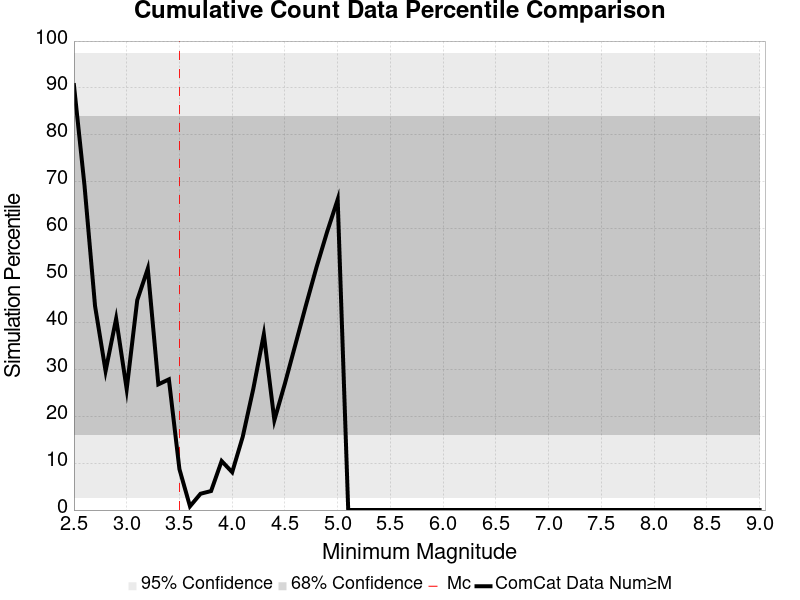 Cumulative Count Data Percentile Comparison
Simulation Percentile
100
90
80
70
60
50
40
30
20
10
0
2.5 3.0 3.5 4.0 4.5 5.0 5.5 6.0 6.5 7.0 7.5 8.0 8.5 9.0
Minimum Magnitude
95% Confidence 68% Confidence Mc ComCat Data Num≥M